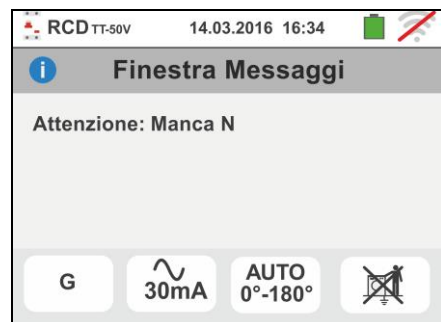 RCD TT-50V 14.03.2016 16:34
Finestra Messaggi
Attenzione: Manca N
G
30mA
AUTO
0°-180°